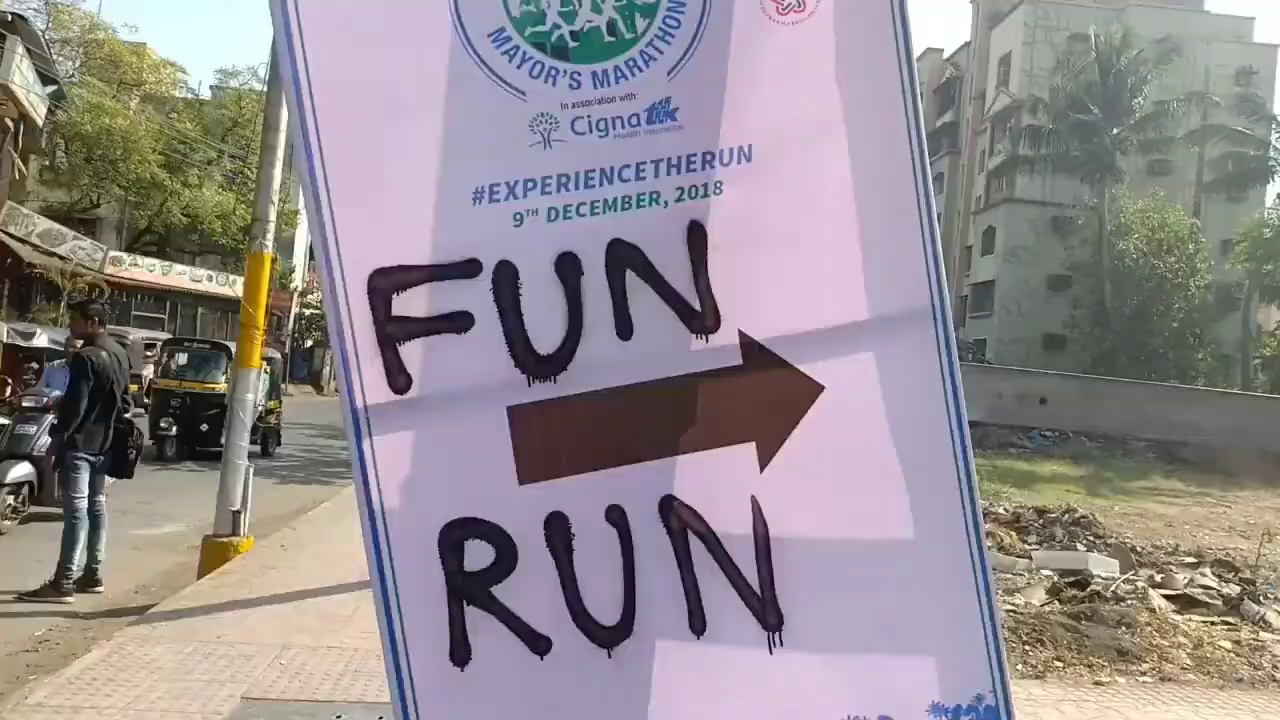 MAYOR'S MARATHON
In association with:
Cigna TTK
Health Insurance
#EXPERIENCETHERUN
9TH DECEMBER, 2018
FUN
RUN